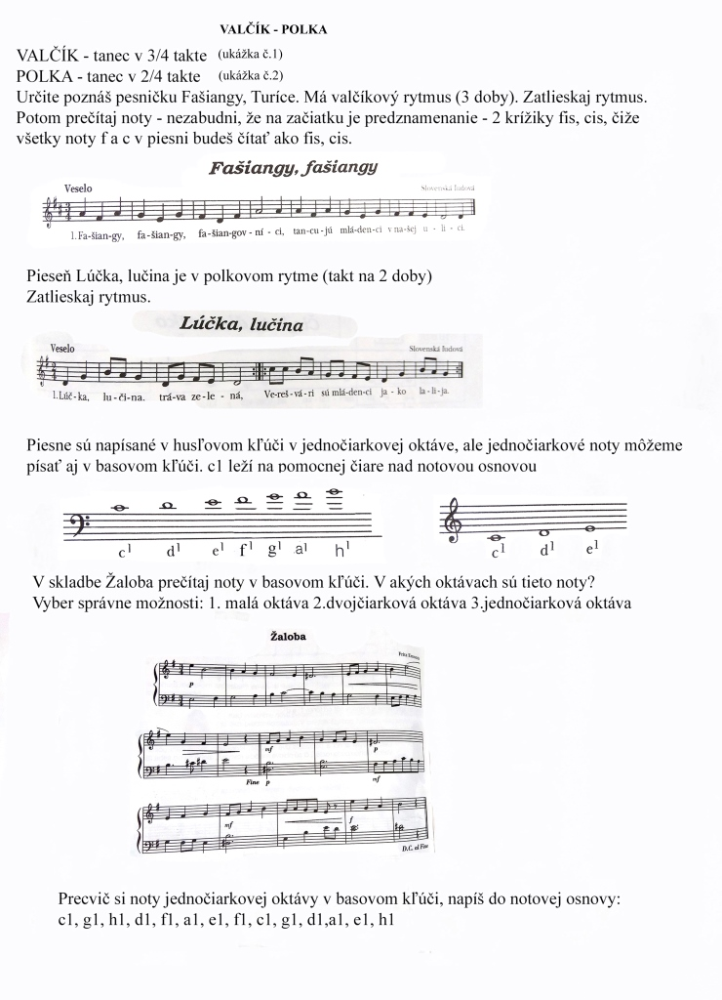 VALČÍK - POLKA
VALČÍK - tanec v 3/4 takte (ukážka č.1)
POLKA - tanec v 2/4 takte (ukážka č.2)
Určite poznáš pesničku Fašiangy, Turíce. Má valčíkový rytmus (3 doby). Zatlieskaj rytmus.
Potom prečítaj noty - nezabudni, že na začiatku je predznamenanie - 2 krížiky fis, cis, čiže
všetky noty f a c v piesni budeš čítať ako fis, cis.
Fašiangy, fašiangy
Veselo
Slovenská ľudová
1. Fa-šian-gy, fa-šian-gy, fa-šian-gov - ní - ci, tan-cu-jú mlá-den-ci v na-šej u - li - ci.
Pieseň Lúčka, lučina je v polkovom rytme (takt na 2 doby)
Zatlieskaj rytmus.
Lúčka, lučina
Veselo
Slovenská ľudová
1. Lúč - ka, lu - či - na. trá-va ze - le - ná, Ve-reš - vá - ri sú mlá-den-ci ja - ko la - li - ja.
Piesne sú napísané v husľovom kľúči v jednočiarkovej oktáve, ale jednočiarkové noty môžeme
písať aj v basovom kľúči. c1 leží na pomocnej čiare nad notovou osnovou
c1 d1 e1 f1 g1 a1 h1
c1 d1 e1
V skladbe Žaloba prečítaj noty v basovom kľúči. V akých oktávach sú tieto noty?
Vyber správne možnosti: 1. malá oktáva 2.dvojčiarková oktáva 3.jednočiarková oktáva
Žaloba
p
mf p
Fine p mf
mf f
D.C. al Fine
Precvič si noty jednočiarkovej oktávy v basovom kľúči, napíš do notovej osnovy:
c1, g1, h1, d1, f1, a1, e1, f1, c1, g1, d1,a1, e1, h1